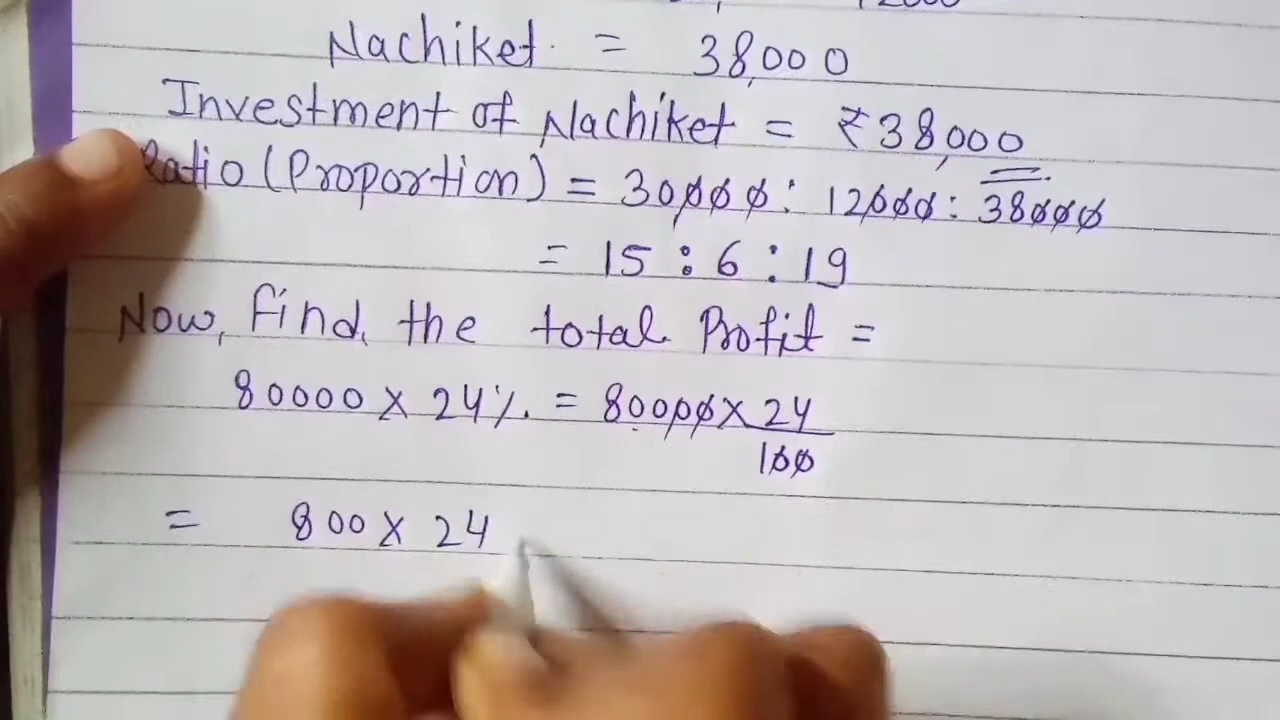 Nachiket = 38,000
Investment of Nachiket = ₹38,000
Ratio (Proportion) = 30000 : 12000 : 38000
= 15 : 6 : 19
Now, find the total Profit =
80000 x 24% = 80000 x 24
100
= 800 x 24